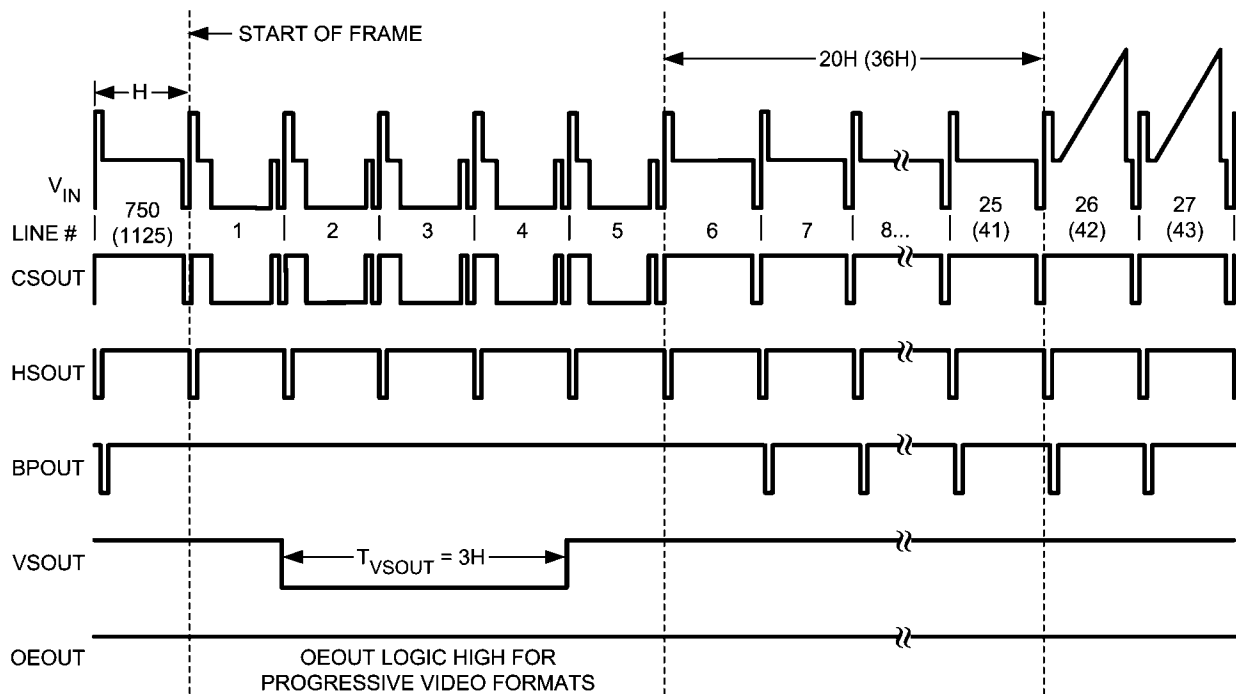 START OF FRAME
H
20H (36H)
V_IN
LINE #
750
(1125)
1
2
3
4
5
6
7
8...
25
(41)
26
(42)
27
(43)
CSOUT
HSOUT
BPOUT
VSOUT
T_VSOUT = 3H
OEOUT
OEOUT LOGIC HIGH FOR
PROGRESSIVE VIDEO FORMATS